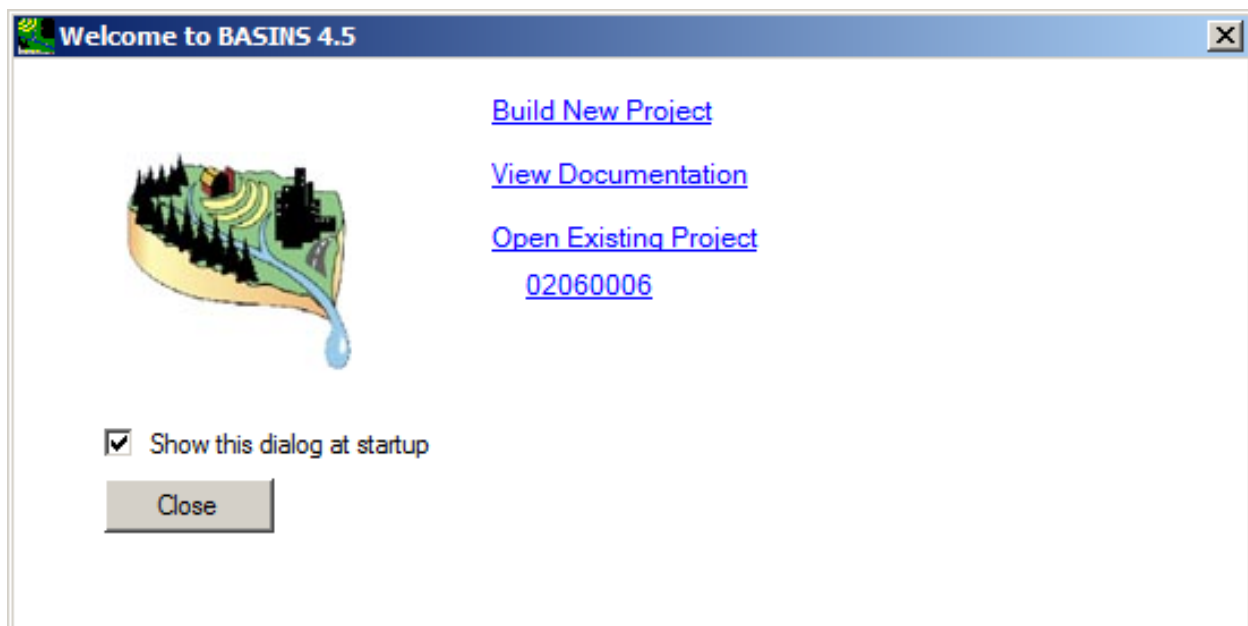 Welcome to BASINS 4.5
Build New Project
View Documentation
Open Existing Project
02060006
Show this dialog at startup
Close